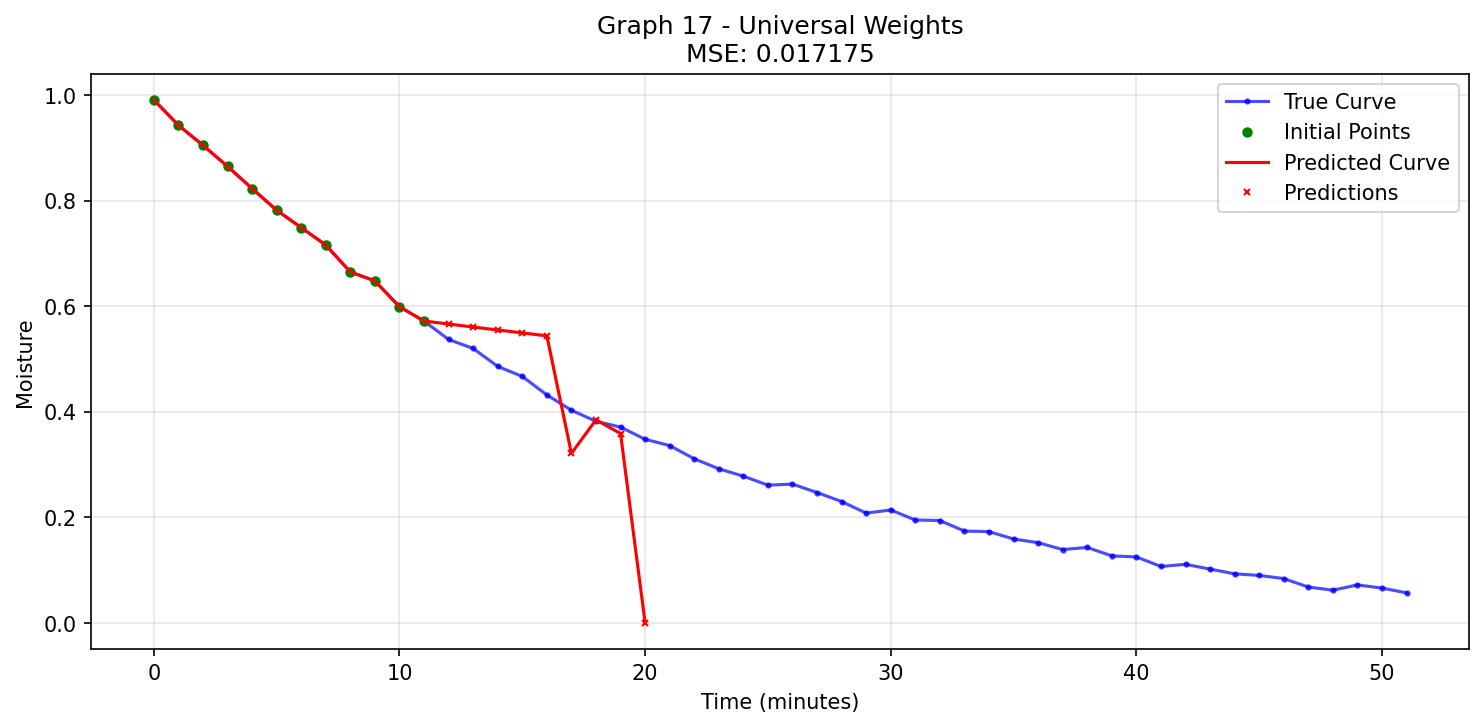 Graph 17 - Universal Weights
MSE: 0.017175
True Curve
Initial Points
Predicted Curve
Predictions
Moisture
1.0
0.8
0.6
0.4
0.2
0.0
0 10 20 30 40 50
Time (minutes)